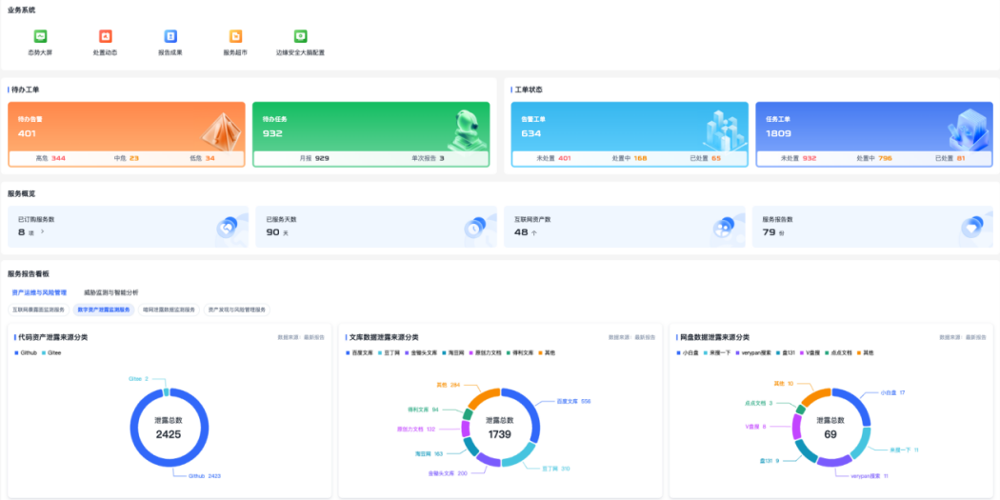 业务系统
态势大屏 处置动态 报告成果 服务超市 边缘安全大脑配置
待办工单 工单状态
待办告警 待办任务 告警工单 任务工单
401 932 634 1809
高危 344 中危 23 低危 34 月报 929 单次报告 3 未处置 401 处置中 168 已处置 65 未处置 932 处置中 796 已处置 81
服务概览
已订购服务数 已服务天数 互联网资产数 服务报告数
8 项 > 90 天 48 个 79 份
服务报告看板
资产运维与风险管理 威胁监测与智能分析
互联网暴露面监测服务 数字资产泄露监测服务 暗网泄露数据监测服务 资产发现与风险管理服务
代码资产泄露来源分类 数据来源：最新报告 文库数据泄露来源分类 数据来源：最新报告 网盘数据泄露来源分类 数据来源：最新报告
Github Gitee 百度文库 豆丁网 金锄头文库 淘豆网 原创力文档 得利文库 其他 小白盘 来搜一下 verypan搜索 盘131 V盘搜 点点文档 其他
Gitee 2
泄露总数
2425
Github 2423
其他 284
得利文库 94
原创力文档 132
淘豆网 163
金锄头文库 200
豆丁网 310
百度文库 556
泄露总数
1739
其他 10
点点文档 3
V盘搜 8
盘131 9
verypan搜索 11
来搜一下 11
小白盘 17
泄露总数
69